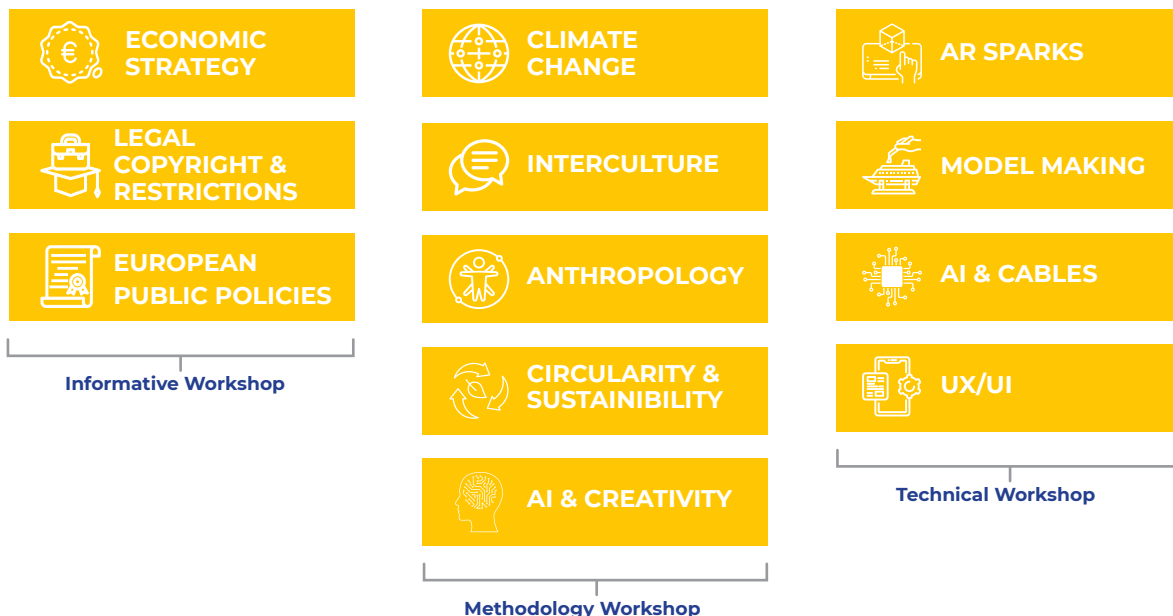 ECONOMIC
STRATEGY
LEGAL
COPYRIGHT &
RESTRICTIONS
EUROPEAN
PUBLIC POLICIES
Informative Workshop
CLIMATE
CHANGE
INTERCULTURE
ANTHROPOLOGY
CIRCULARITY &
SUSTAINIBILITY
AI & CREATIVITY
Methodology Workshop
AR SPARKS
MODEL MAKING
AI & CABLES
UX/UI
Technical Workshop